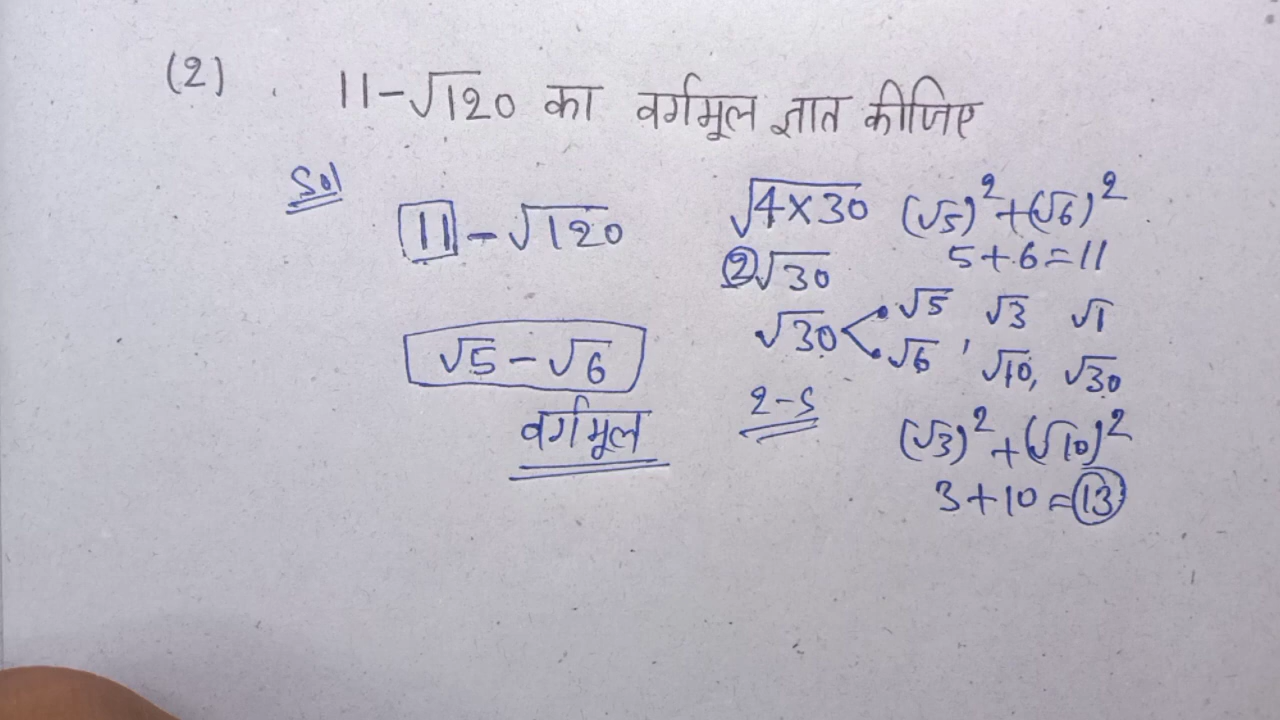 (2) . 11-√120 का वर्गमूल ज्ञात कीजिए
Sol
11-√120
√4×30 (√5)²+(√6)²
2√30 5+6=11
√30 < √5 √3 √1
√6 , √10, √30
√5-√6
वर्गमूल
2-S
(√3)²+(√10)²
3+10=13